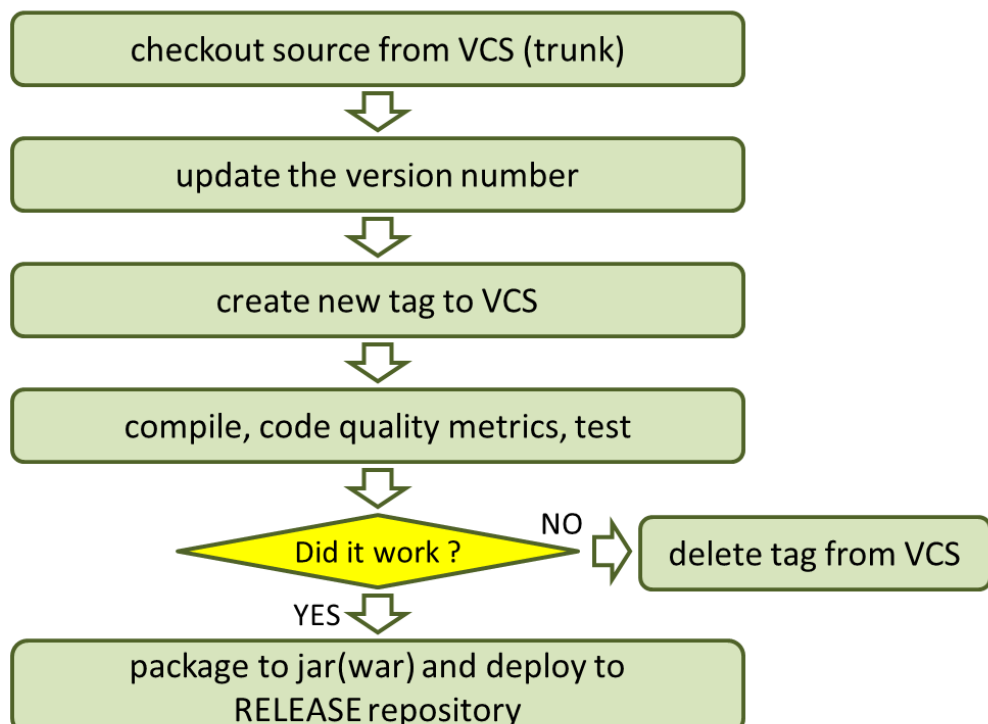 checkout source from VCS (trunk)
update the version number
create new tag to VCS
compile, code quality metrics, test
Did it work ?
NO
delete tag from VCS
YES
package to jar(war) and deploy to
RELEASE repository